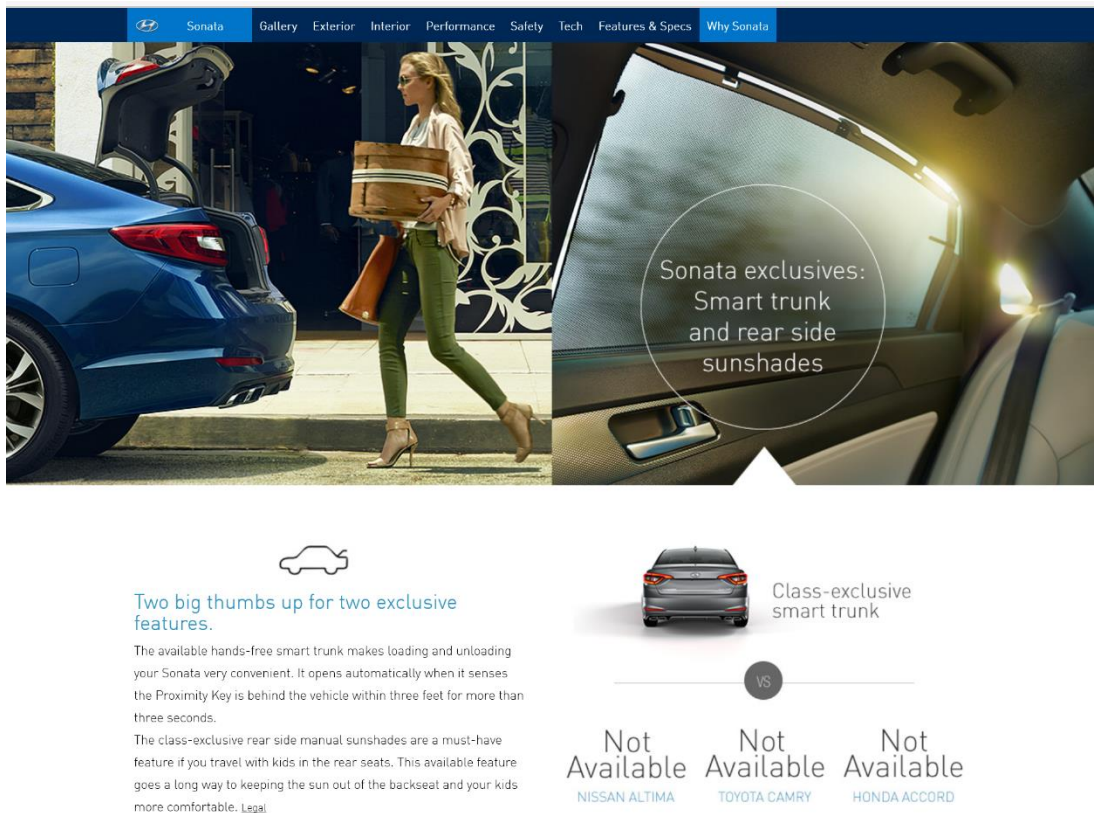 Sonata Gallery Exterior Interior Performance Safety Tech Features & Specs Why Sonata
Sonata exclusives:
Smart trunk
and rear side
sunshades
Two big thumbs up for two exclusive
features.
The available hands-free smart trunk makes loading and unloading
your Sonata very convenient. It opens automatically when it senses
the Proximity Key is behind the vehicle within three feet for more than
three seconds.
The class-exclusive rear side manual sunshades are a must-have
feature if you travel with kids in the rear seats. This available feature
goes a long way to keeping the sun out of the backseat and your kids
more comfortable. Legal
Class-exclusive
smart trunk
VS
Not
Available
NISSAN ALTIMA
Not
Available
TOYOTA CAMRY
Not
Available
HONDA ACCORD